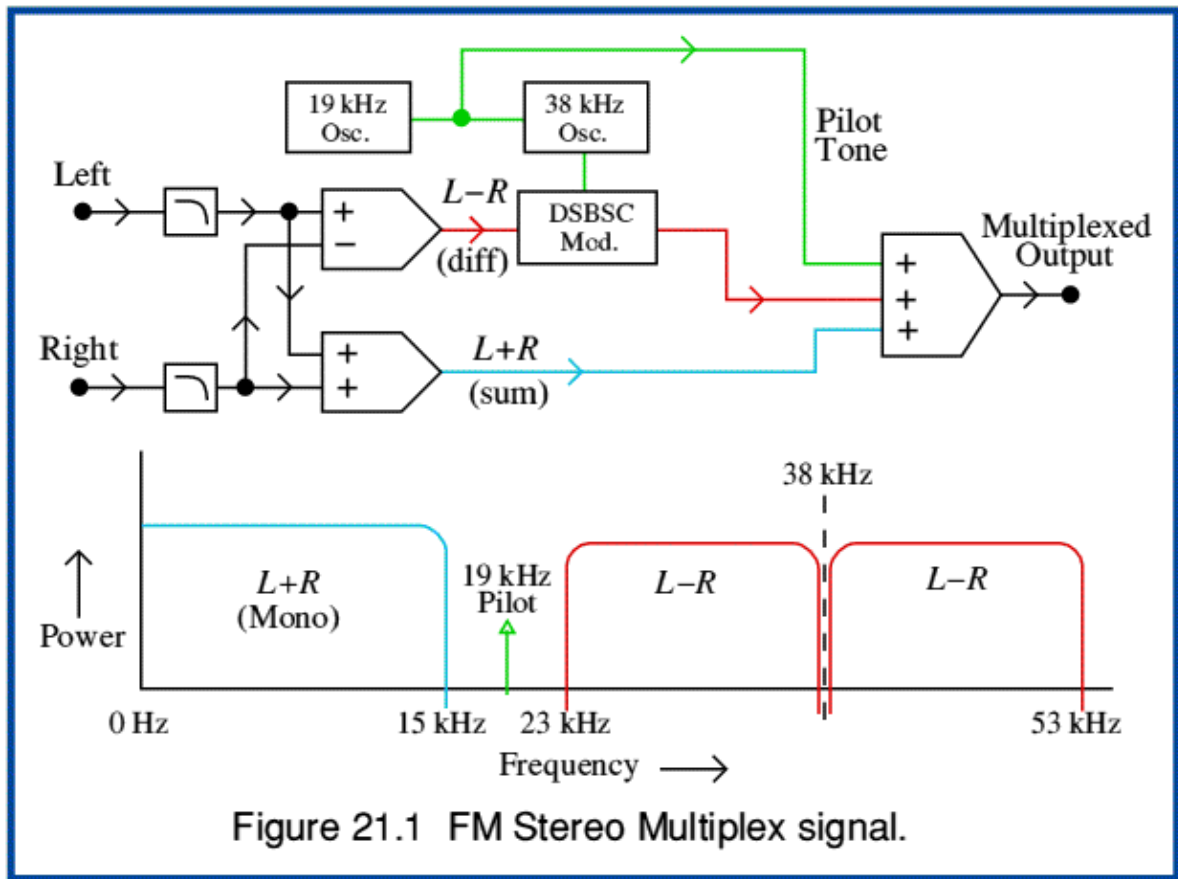 19 kHz
Osc.
38 kHz
Osc.
Pilot
Tone
Left
L−R
(diff)
DSBSC
Mod.
Multiplexed
Output
+
−
+
+
+
Right
L+R
(sum)
+
+
38 kHz
L+R
(Mono)
19 kHz
Pilot
L−R
L−R
Power
0 Hz
15 kHz
23 kHz
53 kHz
Frequency
Figure 21.1 FM Stereo Multiplex signal.